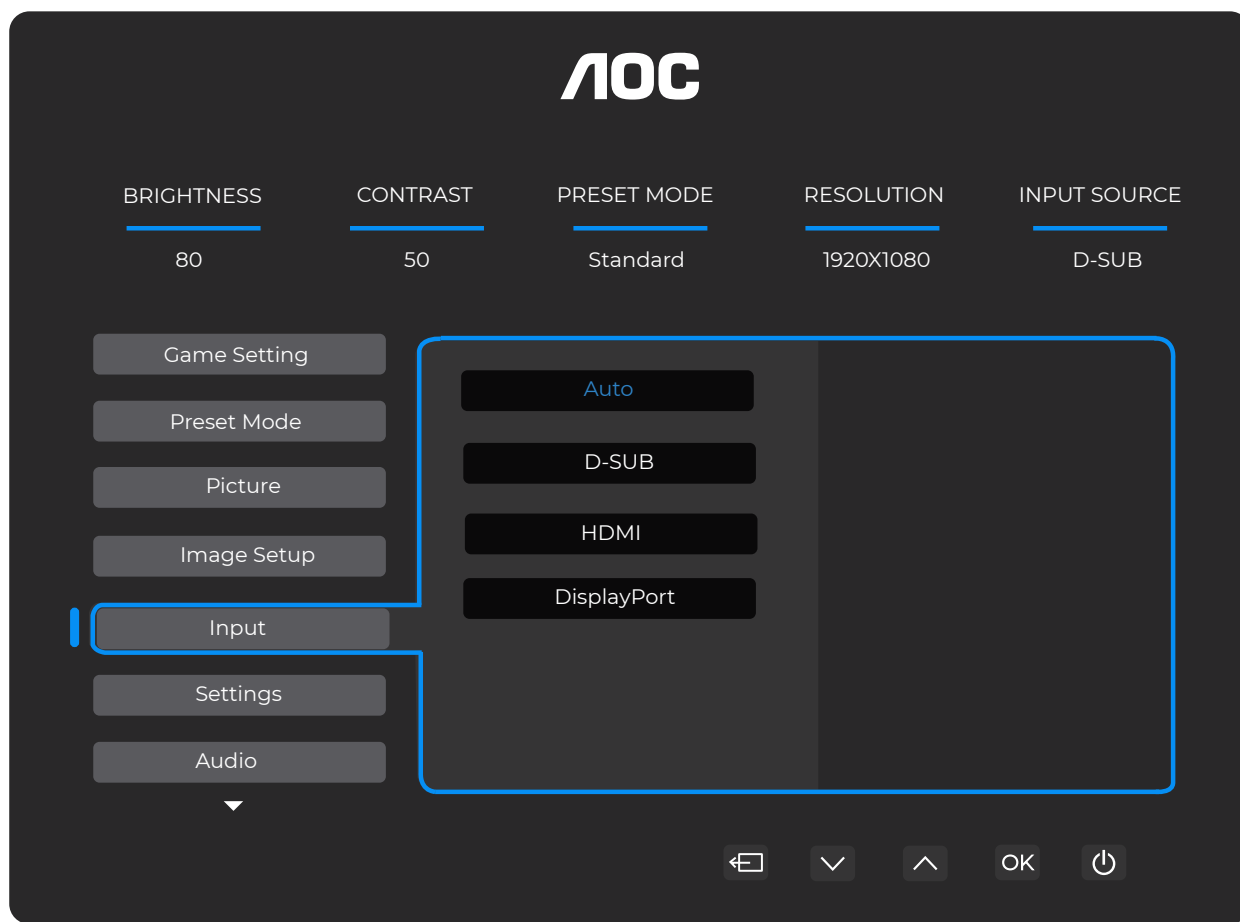 AOC
BRIGHTNESS CONTRAST PRESET MODE RESOLUTION INPUT SOURCE
80 50 Standard 1920X1080 D-SUB
Game Setting
Preset Mode
Picture
Image Setup
Input
Settings
Audio
Auto
D-SUB
HDMI
DisplayPort
OK